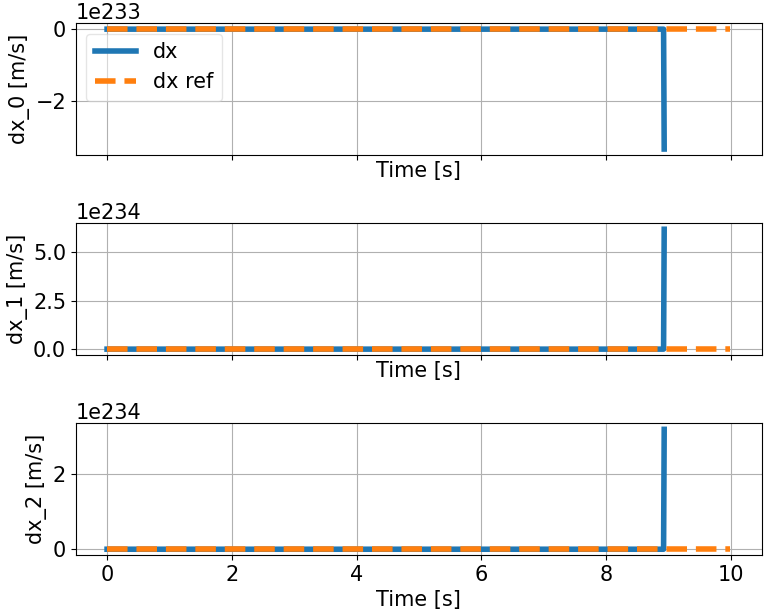 1e233
0
−2
dx_0 [m/s]
dx
dx ref
Time [s]
1e234
5.0
2.5
0.0
dx_1 [m/s]
Time [s]
1e234
2
0
dx_2 [m/s]
0 2 4 6 8 10
Time [s]